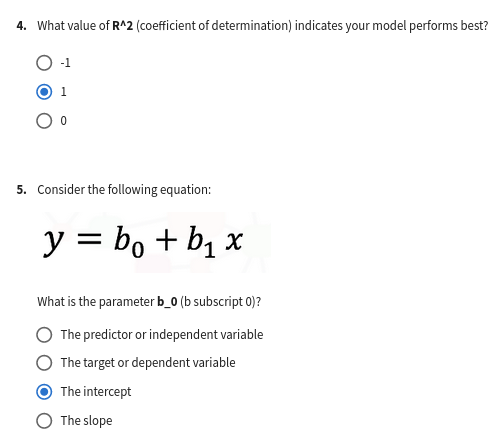 4. What value of R^2 (coefficient of determination) indicates your model performs best?
-1
1
0
5. Consider the following equation:
y = b₀ + b₁ x
What is the parameter b_0 (b subscript 0)?
The predictor or independent variable
The target or dependent variable
The intercept
The slope